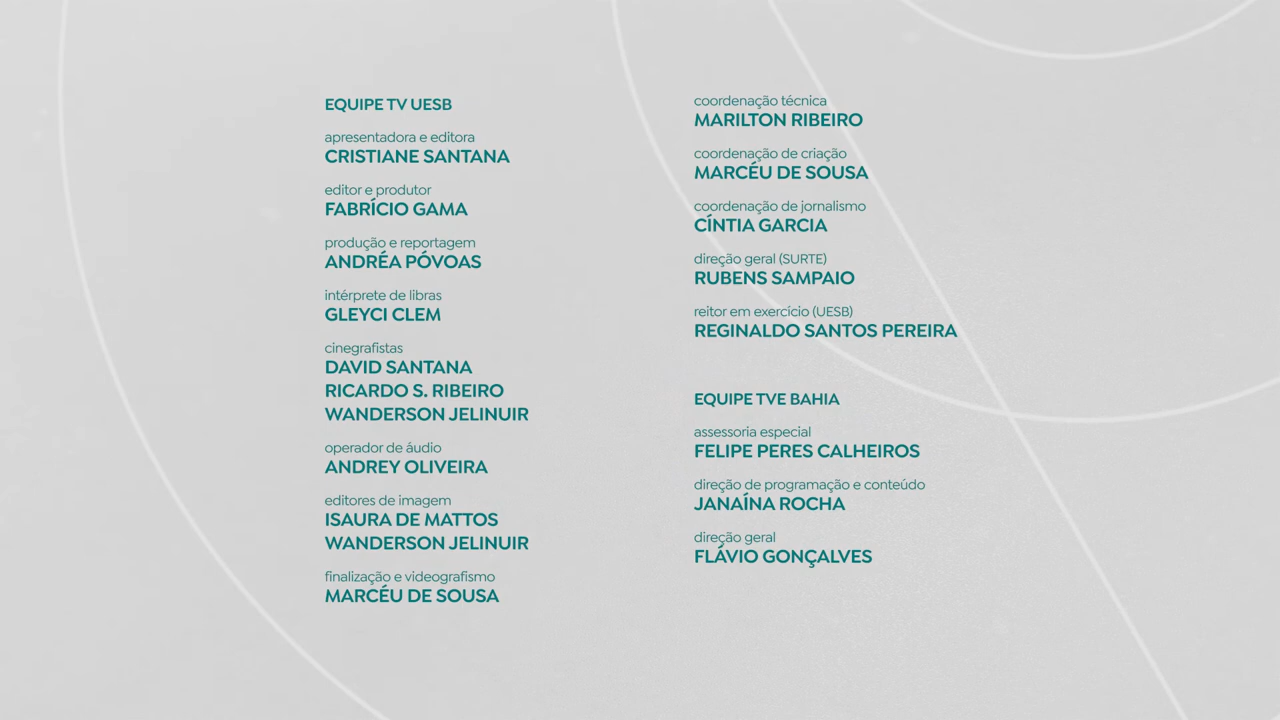 EQUIPE TV UESB
apresentadora e editora
CRISTIANE SANTANA
editor e produtor
FABRÍCIO GAMA
produção e reportagem
ANDRÉA PÓVOAS
intérprete de libras
GLEYCI CLEM
cinegrafistas
DAVID SANTANA
RICARDO S. RIBEIRO
WANDERSON JELINUIR
operador de áudio
ANDREY OLIVEIRA
editores de imagem
ISAURA DE MATTOS
WANDERSON JELINUIR
finalização e videografismo
MARCÉU DE SOUSA
coordenação técnica
MARILTON RIBEIRO
coordenação de criação
MARCÉU DE SOUSA
coordenação de jornalismo
CÍNTIA GARCIA
direção geral (SURTE)
RUBENS SAMPAIO
reitor em exercício (UESB)
REGINALDO SANTOS PEREIRA
EQUIPE TVE BAHIA
assessoria especial
FELIPE PERES CALHEIROS
direção de programação e conteúdo
JANAÍNA ROCHA
direção geral
FLÁVIO GONÇALVES